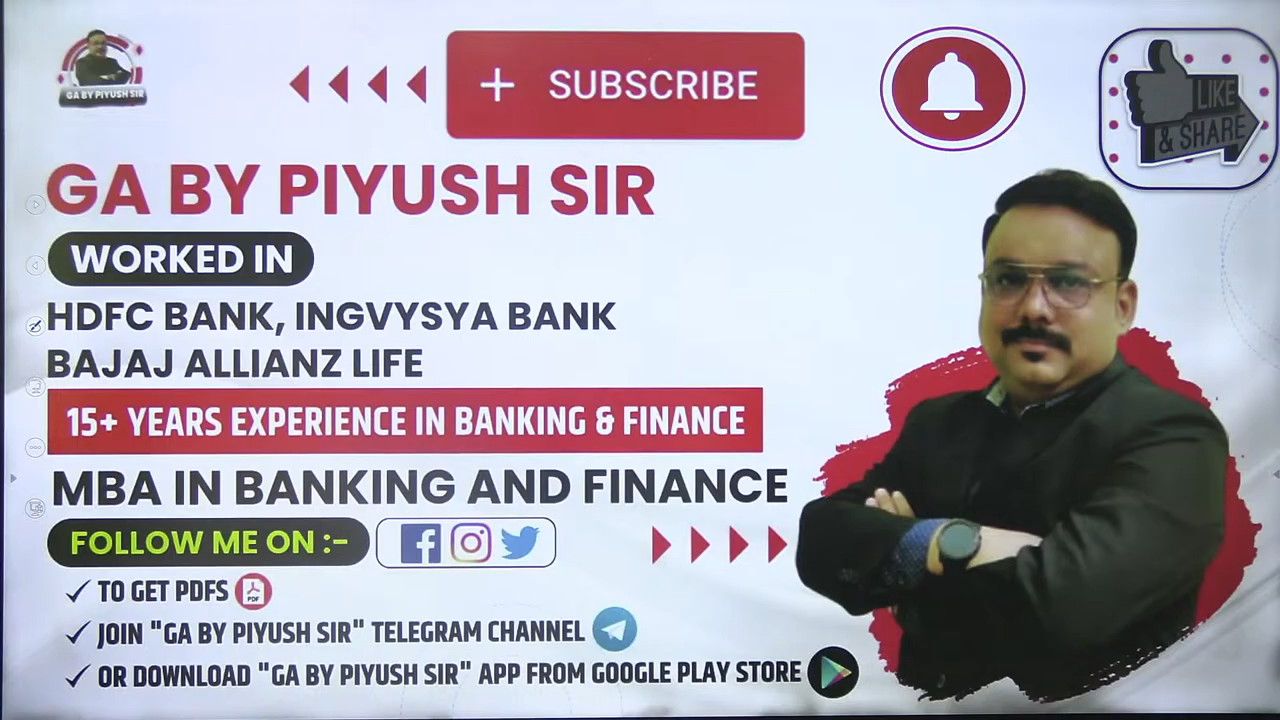 GA BY PIYUSH SIR
+ SUBSCRIBE
LIKE
& SHARE
GA BY PIYUSH SIR
WORKED IN
HDFC BANK, INGVYSYA BANK
BAJAJ ALLIANZ LIFE
15+ YEARS EXPERIENCE IN BANKING & FINANCE
MBA IN BANKING AND FINANCE
FOLLOW ME ON :-
TO GET PDFS
PDF
JOIN "GA BY PIYUSH SIR" TELEGRAM CHANNEL
OR DOWNLOAD "GA BY PIYUSH SIR" APP FROM GOOGLE PLAY STORE